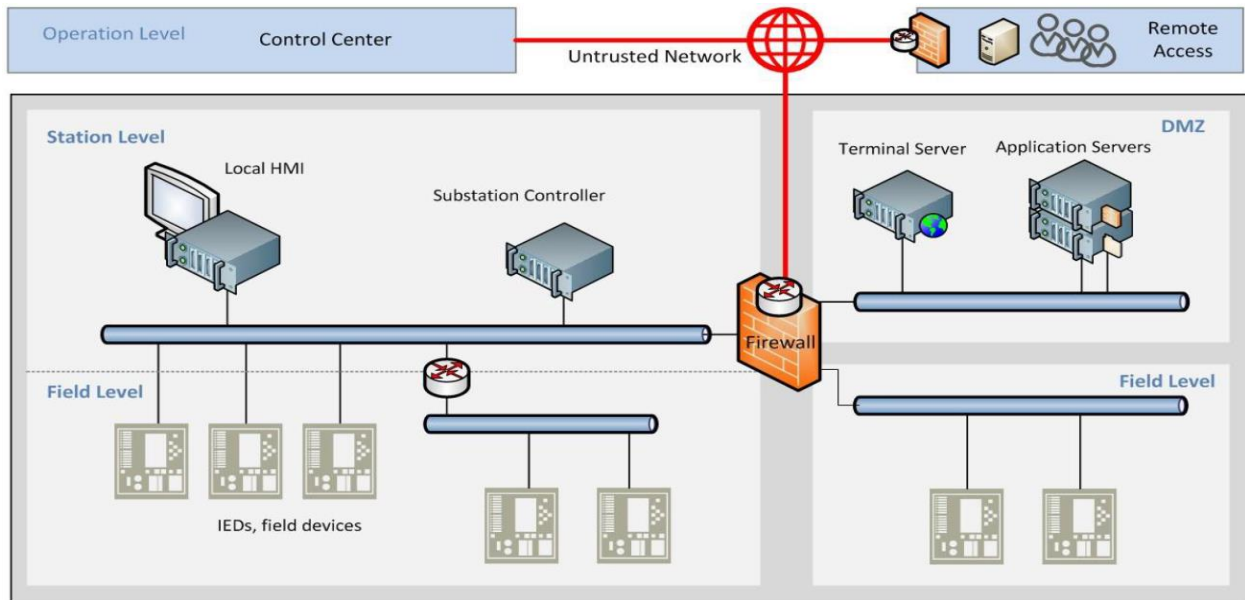 Operation Level
Control Center
Untrusted Network
Remote
Access
Station Level
Local HMI
Substation Controller
DMZ
Terminal Server
Application Servers
Firewall
Field Level
IEDs, field devices
Field Level